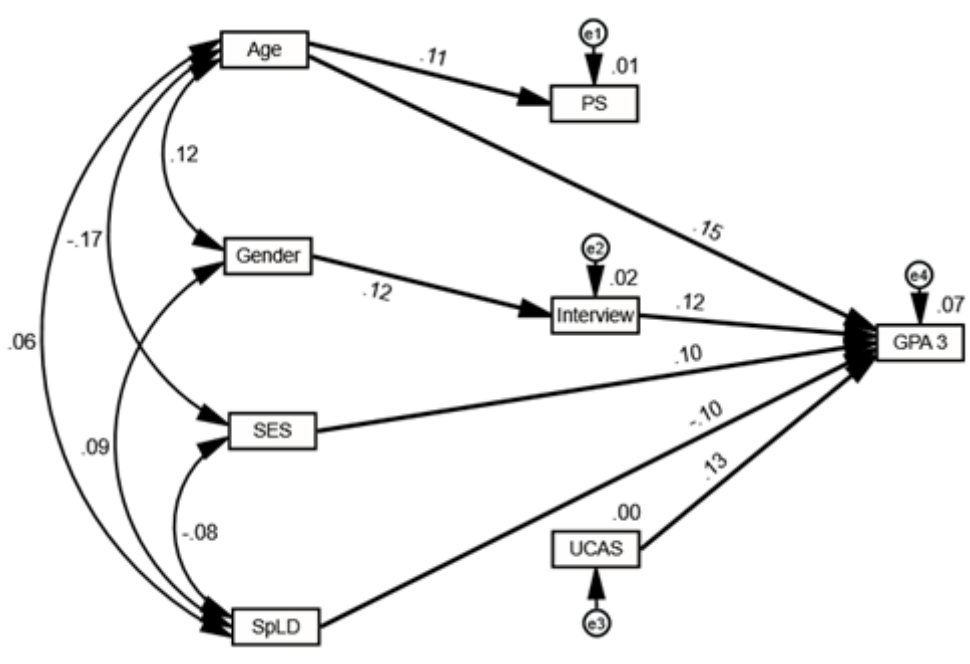 e1
Age
.11
.01
PS
.12
.15
-.17
e2
Gender
.12
.02
e4
Interview
.12
.07
GPA 3
.06
.10
SES
-.10
.09
.13
.00
-.08
UCAS
SpLD
e3